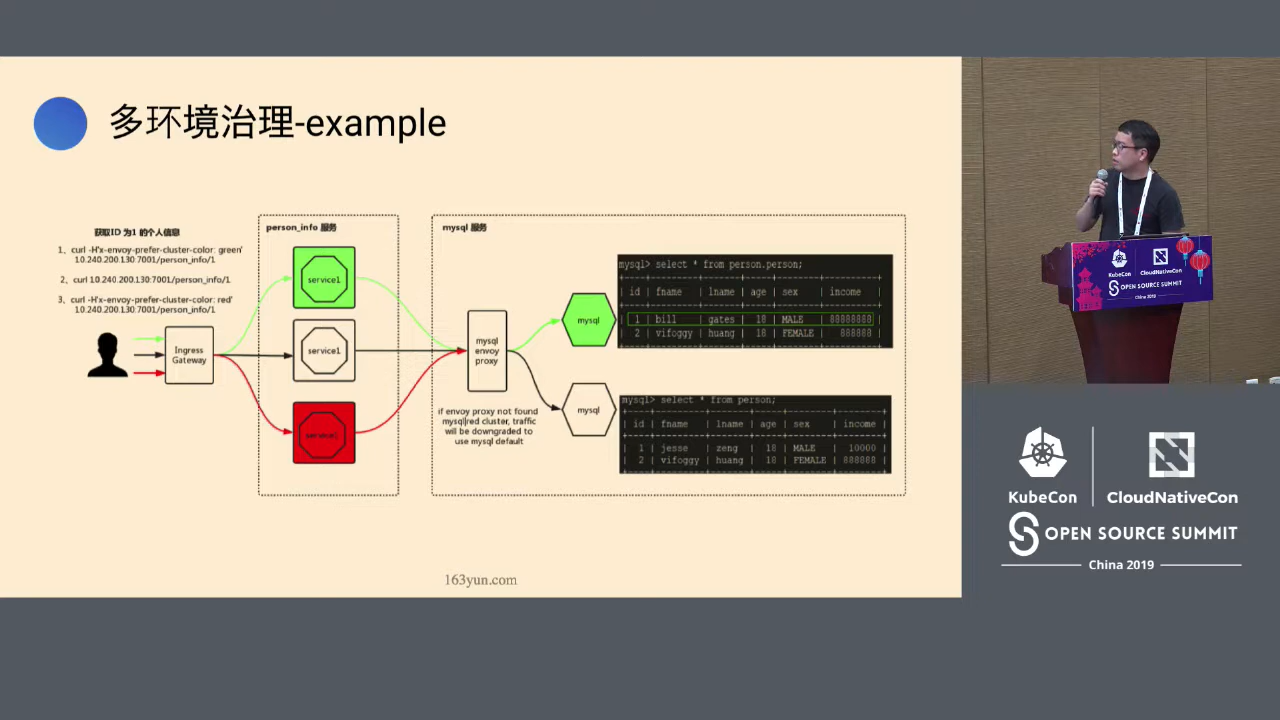 多环境治理-example
获取ID 为1 的个人信息
1、curl -H'x-envoy-prefer-cluster-color: green'
10.240.200.130:7001/person_info/1
2、curl 10.240.200.130:7001/person_info/1
3、curl -H'x-envoy-prefer-cluster-color: red'
10.240.200.130:7001/person_info/1
Ingress
Gateway
person_info 服务
service1
service1
service1
mysql 服务
mysql
envoy
proxy
if envoy proxy not found
mysql|red cluster, traffic
will be downgraded to
use mysql default
mysql
mysql
mysql> select * from person.person;
| id | fname | lname | age | sex | income |
| 1 | bill | gates | 18 | MALE | 88888888 |
| 2 | vifoggy | huang | 18 | FEMALE | 888888 |
mysql> select * from person;
| id | fname | lname | age | sex | income |
| 1 | jesse | zeng | 18 | MALE | 10000 |
| 2 | vifoggy | huang | 18 | FEMALE | 888888 |
163yun.com
KubeCon
CloudNativeCon
OPEN SOURCE SUMMIT
China 2019
KubeCon
CloudNativeCon
OPEN SOURCE SUMMIT
China 2019